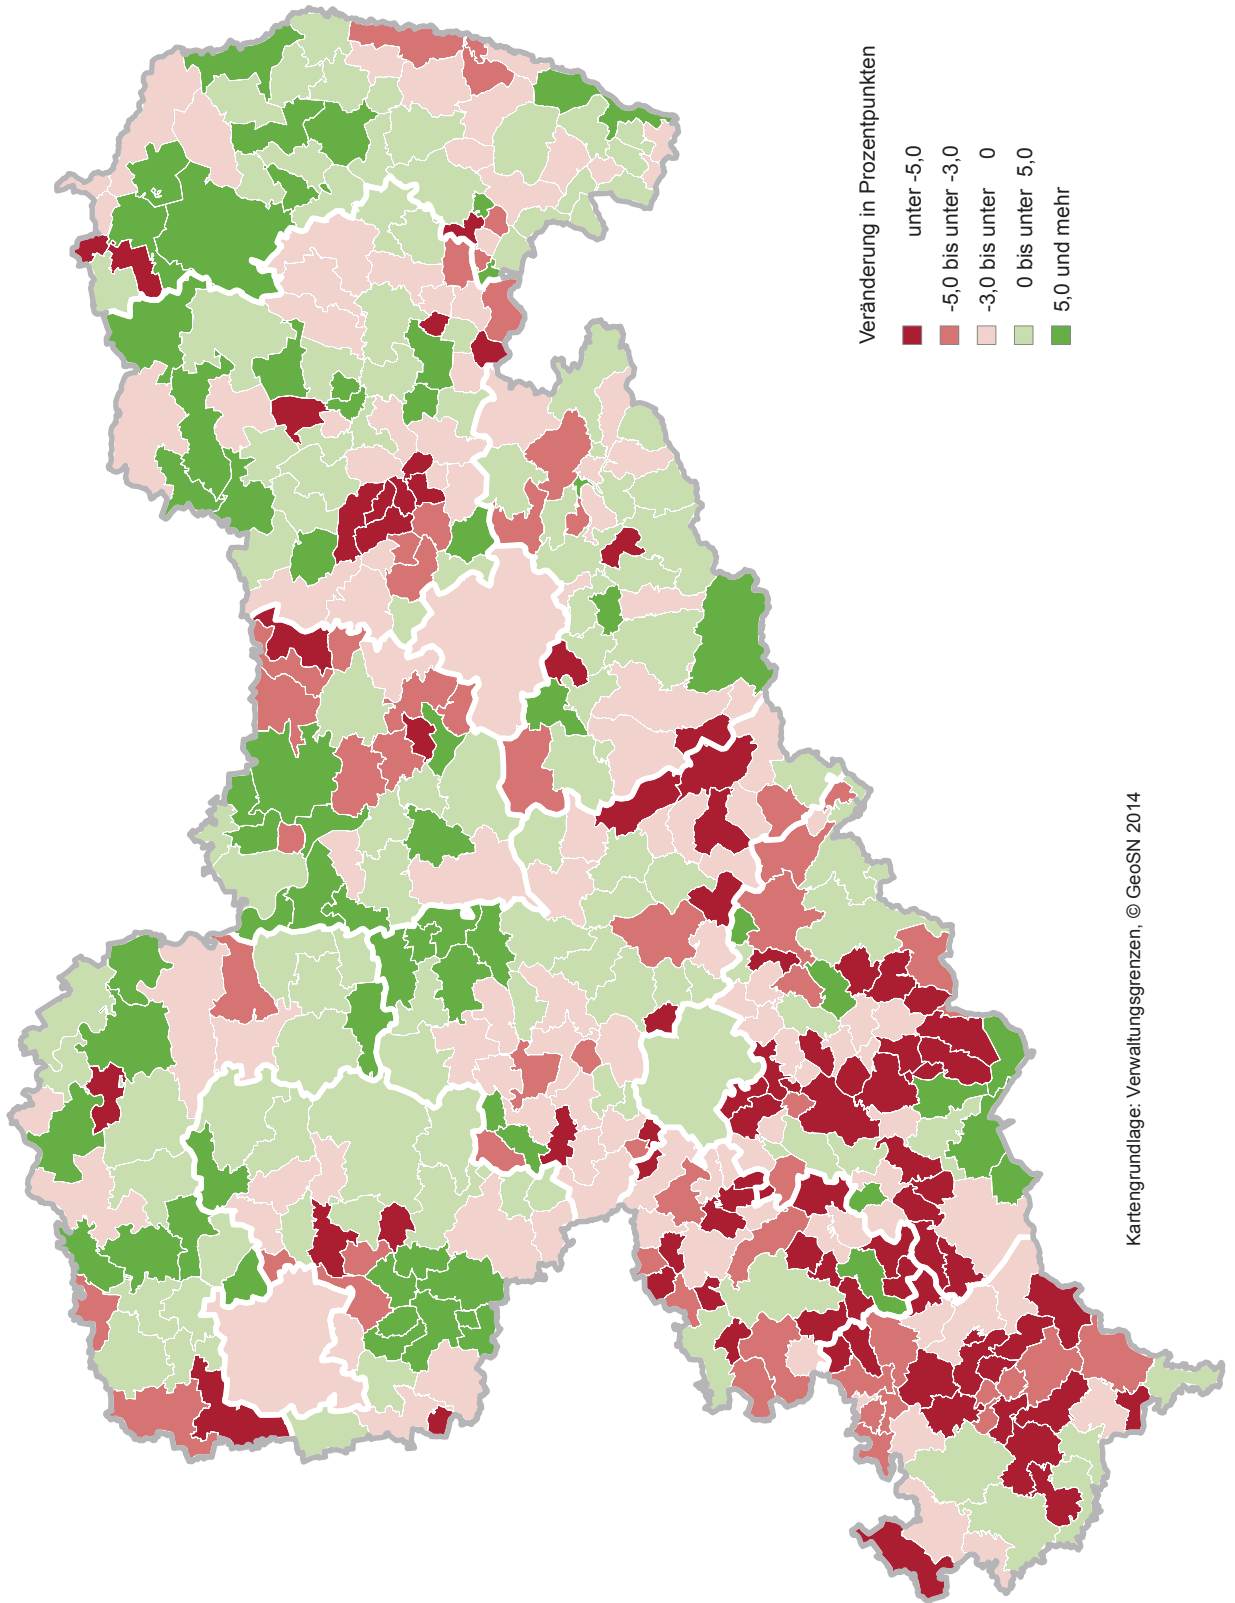 Veränderung in Prozentpunkten
unter -5,0
-5,0 bis unter -3,0
-3,0 bis unter 0
0 bis unter 5,0
5,0 und mehr
Kartengrundlage: Verwaltungsgrenzen, © GeoSN 2014